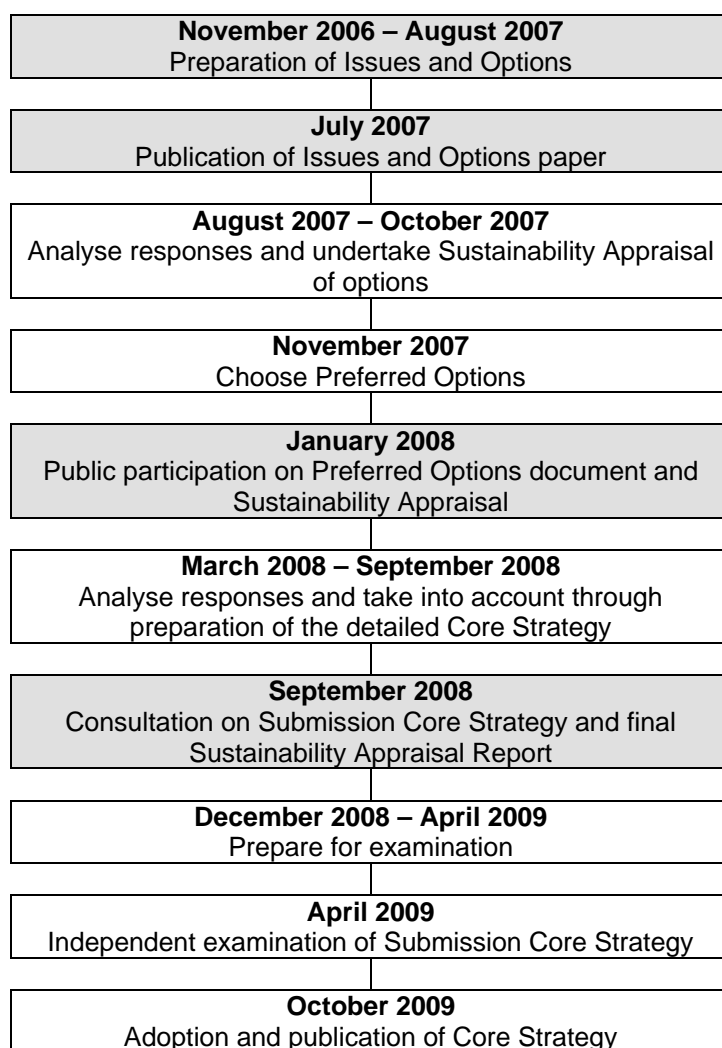 November 2006 – August 2007
Preparation of Issues and Options
July 2007
Publication of Issues and Options paper
August 2007 – October 2007
Analyse responses and undertake Sustainability Appraisal
of options
November 2007
Choose Preferred Options
January 2008
Public participation on Preferred Options document and
Sustainability Appraisal
March 2008 – September 2008
Analyse responses and take into account through
preparation of the detailed Core Strategy
September 2008
Consultation on Submission Core Strategy and final
Sustainability Appraisal Report
December 2008 – April 2009
Prepare for examination
April 2009
Independent examination of Submission Core Strategy
October 2009
Adoption and publication of Core Strategy